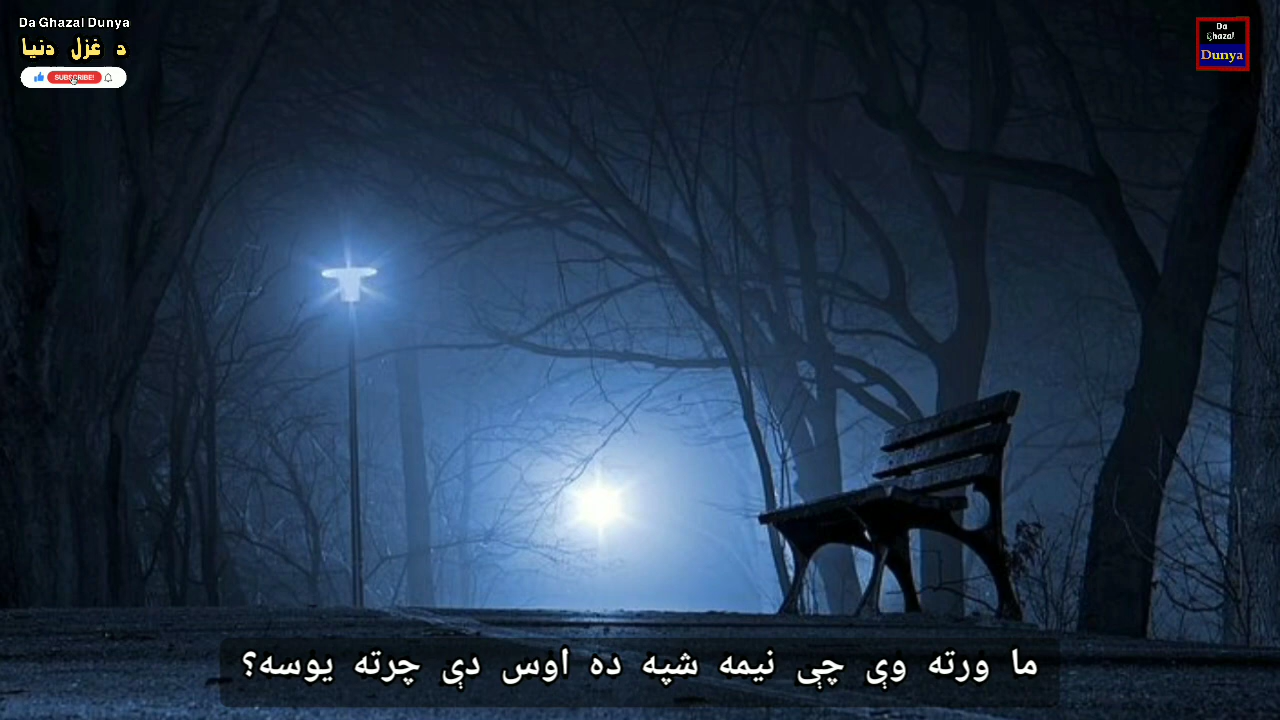 Da Ghazal Dunya
د غزل دنیا
SUBSCRIBE!
Da
Ghazal
Dunya
ما ورته وې چې نیمه شپه ده اوس دې چرته یوسه؟